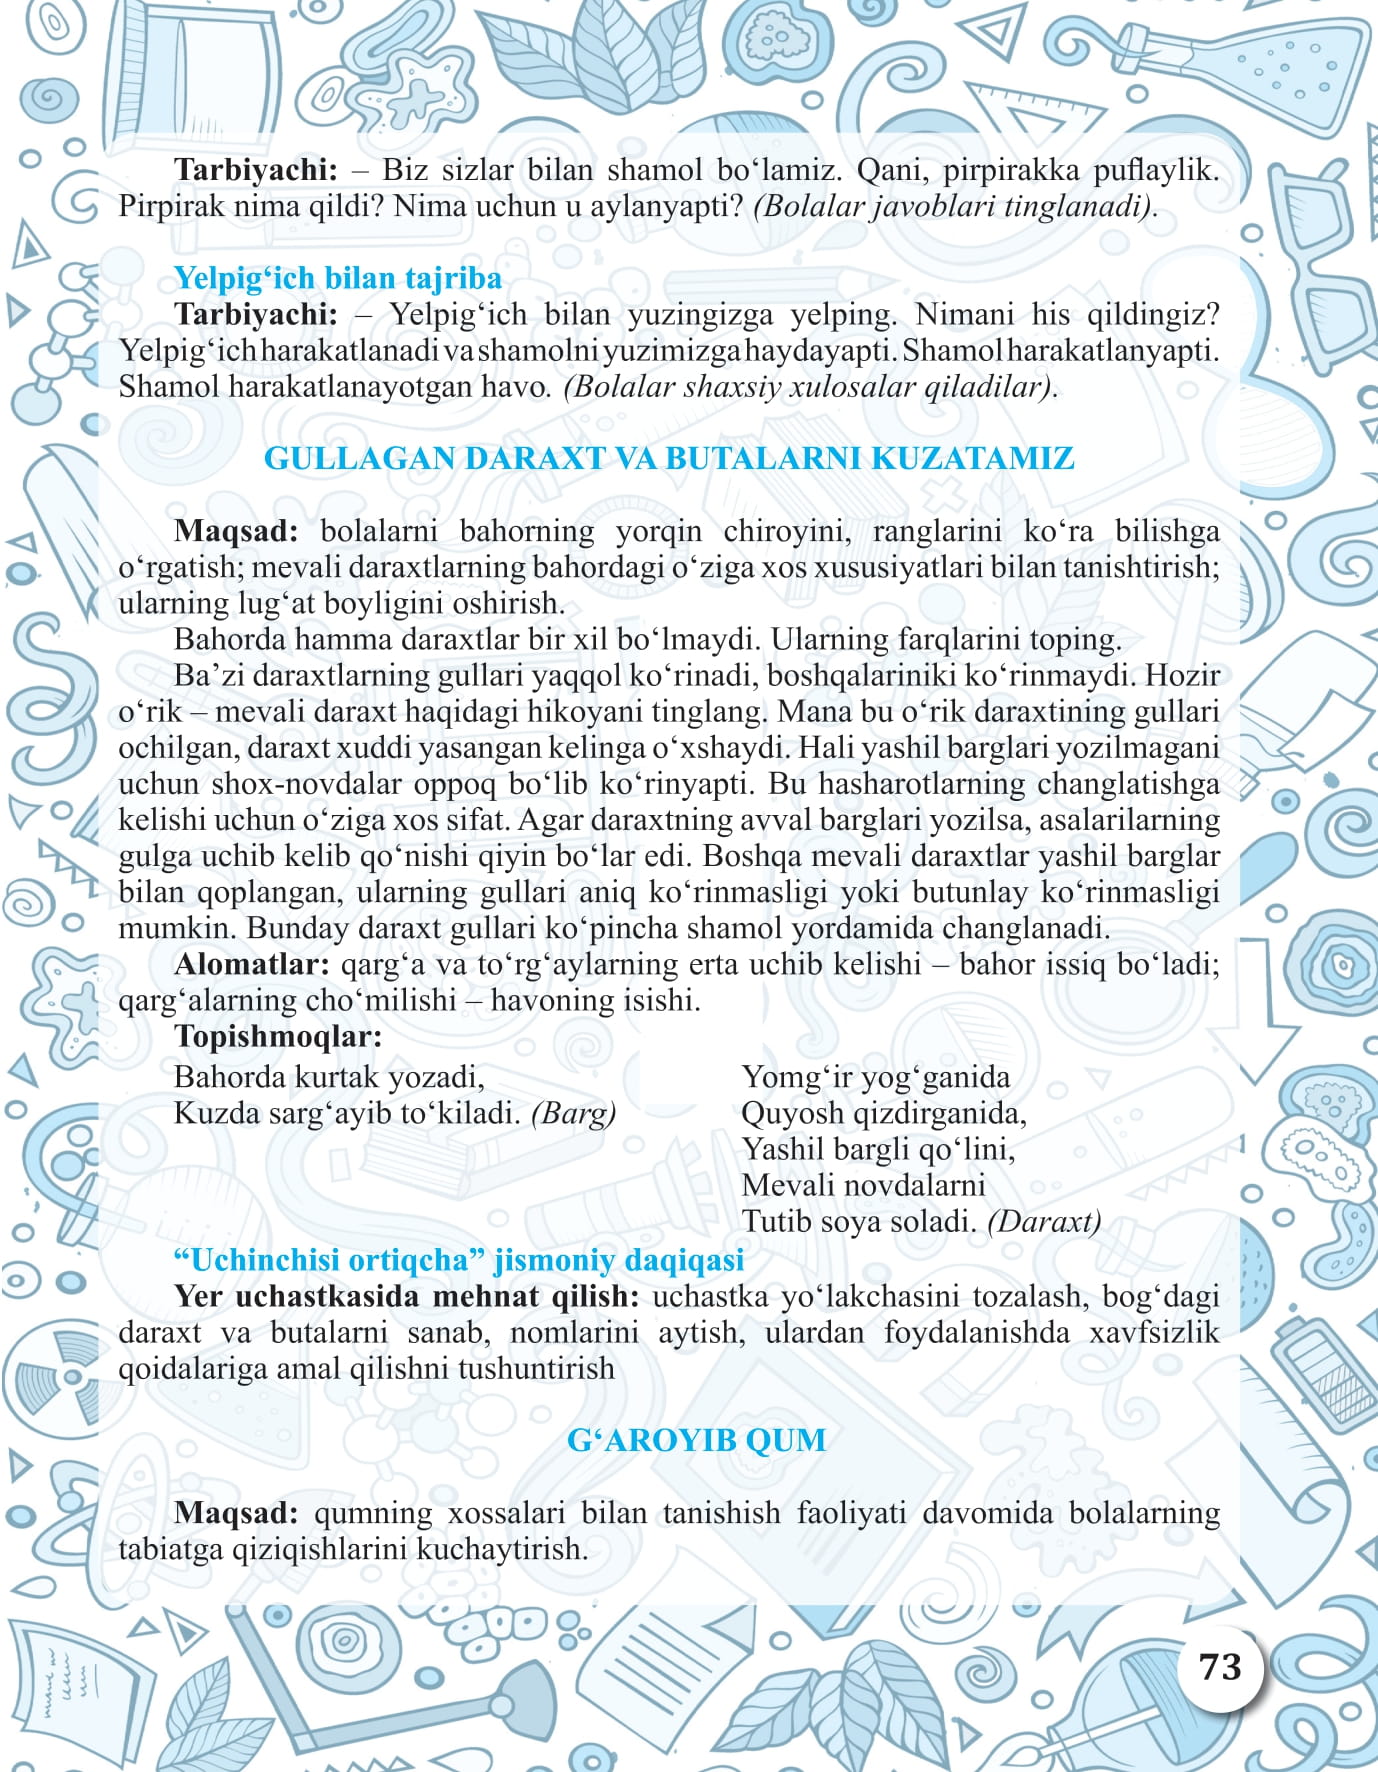 Tarbiyachi: – Biz sizlar bilan shamol bo‘lamiz. Qani, pirpirakka puflaylik.
Pirpirak nima qildi? Nima uchun u aylanyapti? (Bolalar javoblari tinglanadi).
Yelpig‘ich bilan tajriba
Tarbiyachi: – Yelpig‘ich bilan yuzingizga yelping. Nimani his qildingiz?
Yelpig‘ich harakatlanadi va shamolni yuzimizga haydayapti. Shamol harakatlanyapti.
Shamol harakatlanayotgan havo. (Bolalar shaxsiy xulosalar qiladilar).
GULLAGAN DARAXT VA BUTALARNI KUZATAMIZ
Maqsad: bolalarni bahorning yorqin chiroyini, ranglarini ko‘ra bilishga
o‘rgatish; mevali daraxtlarning bahordagi o‘ziga xos xususiyatlari bilan tanishtirish;
ularning lug‘at boyligini oshirish.
Bahorda hamma daraxtlar bir xil bo‘lmaydi. Ularning farqlarini toping.
Ba’zi daraxtlarning gullari yaqqol ko‘rinadi, boshqalariniki ko‘rinmaydi. Hozir
o‘rik – mevali daraxt haqidagi hikoyani tinglang. Mana bu o‘rik daraxtining gullari
ochilgan, daraxt xuddi yasangan kelinga o‘xshaydi. Hali yashil barglari yozilmagani
uchun shox-novdalar oppoq bo‘lib ko‘rinyapti. Bu hasharotlarning changlatishga
kelishi uchun o‘ziga xos sifat. Agar daraxtning avval barglari yozilsa, asalarilarning
gulga uchib kelib qo‘nishi qiyin bo‘lar edi. Boshqa mevali daraxtlar yashil barglar
bilan qoplangan, ularning gullari aniq ko‘rinmasligi yoki butunlay ko‘rinmasligi
mumkin. Bunday daraxt gullari ko‘pincha shamol yordamida changlanadi.
Alomatlar: qarg‘a va to‘rg‘aylarning erta uchib kelishi – bahor issiq bo‘ladi;
qarg‘alarning cho‘milishi – havoning isishi.
Topishmoqlar:
Bahorda kurtak yozadi,
Kuzda sarg‘ayib to‘kiladi. (Barg)
Yomg‘ir yog‘ganida
Quyosh qizdirganida,
Yashil bargli qo‘lini,
Mevali novdalarni
Tutib soya soladi. (Daraxt)
“Uchinchisi ortiqcha” jismoniy daqiqasi
Yer uchastkasida mehnat qilish: uchastka yo‘lakchasini tozalash, bog‘dagi
daraxt va butalarni sanab, nomlarini aytish, ulardan foydalanishda xavfsizlik
qoidalariga amal qilishni tushuntirish
G‘AROYIB QUM
Maqsad: qumning xossalari bilan tanishish faoliyati davomida bolalarning
tabiatga qiziqishlarini kuchaytirish.
73